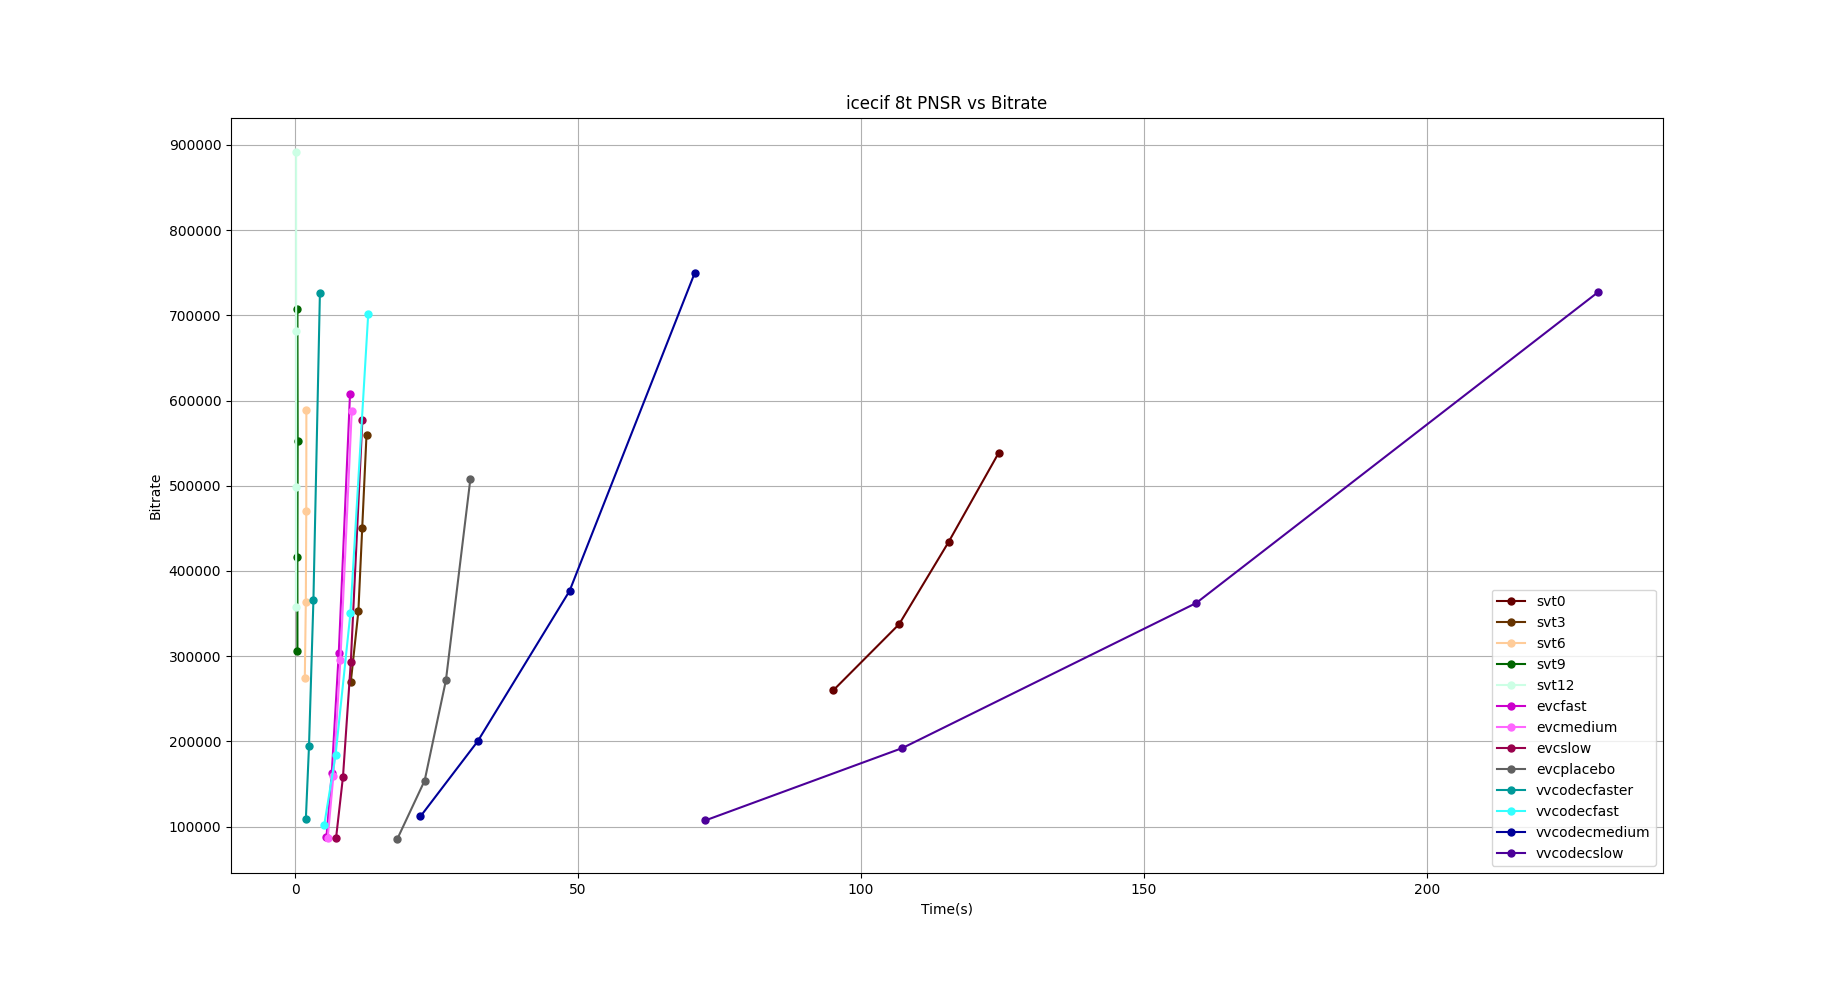 icecif 8t PNSR vs Bitrate
900000
800000
700000
600000
500000
400000
300000
200000
100000
Bitrate
0 50 100 150 200
Time(s)
svt0
svt3
svt6
svt9
svt12
evcfast
evcmedium
evcslow
evcplacebo
vvcodecfaster
vvcodecfast
vvcodecmedium
vvcodecslow